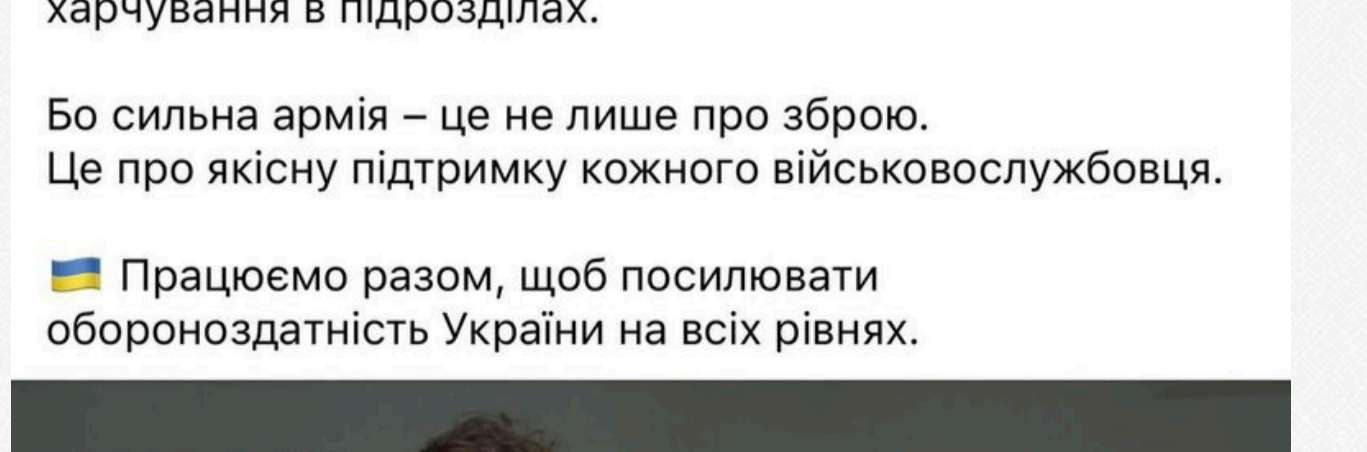 харчування в підрозділах.
Бо сильна армія – це не лише про зброю.
Це про якісну підтримку кожного військовослужбовця.
🇺🇦 Працюємо разом, щоб посилювати
обороноздатність України на всіх рівнях.